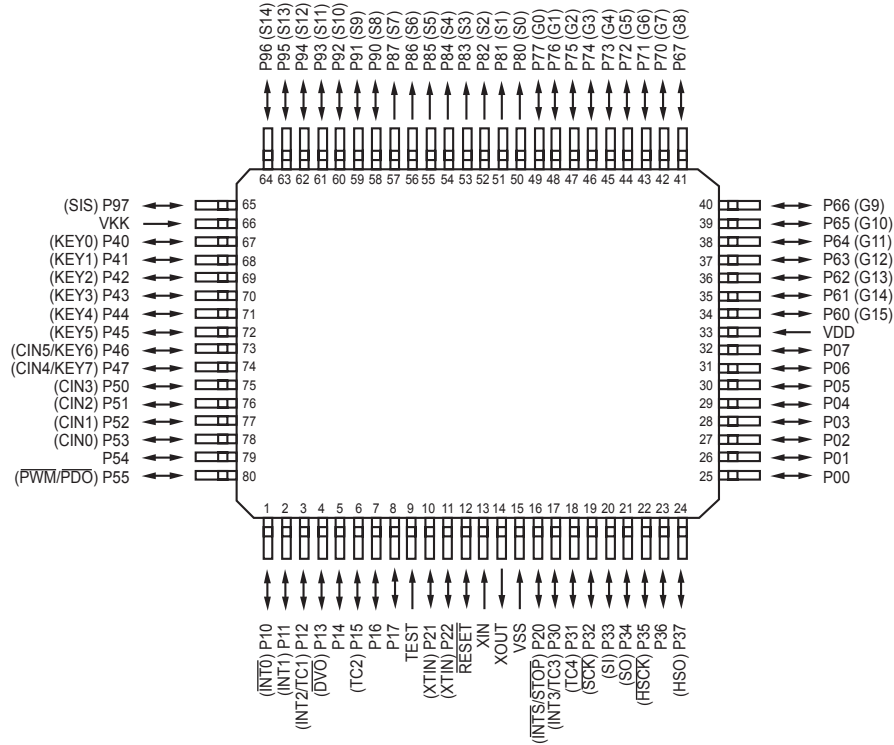 P96 (S14)
P95 (S13)
P94 (S12)
P93 (S11)
P92 (S10)
P91 (S9)
P90 (S8)
P87 (S7)
P86 (S6)
P85 (S5)
P84 (S4)
P83 (S3)
P82 (S2)
P81 (S1)
P80 (S0)
P77 (G0)
P76 (G1)
P75 (G2)
P74 (G3)
P73 (G4)
P72 (G5)
P71 (G6)
P70 (G7)
P67 (G8)
64 63 62 61 60 59 58 57 56 55 54 53 52 51 50 49 48 47 46 45 44 43 42 41
(SIS) P97 65
VKK 66
(KEY0) P40 67
(KEY1) P41 68
(KEY2) P42 69
(KEY3) P43 70
(KEY4) P44 71
(KEY5) P45 72
(CIN5/KEY6) P46 73
(CIN4/KEY7) P47 74
(CIN3) P50 75
(CIN2) P51 76
(CIN1) P52 77
(CIN0) P53 78
P54 79
(PWM/PDO) P55 80
40 P66 (G9)
39 P65 (G10)
38 P64 (G11)
37 P63 (G12)
36 P62 (G13)
35 P61 (G14)
34 P60 (G15)
33 VDD
32 P07
31 P06
30 P05
29 P04
28 P03
27 P02
26 P01
25 P00
1 2 3 4 5 6 7 8 9 10 11 12 13 14 15 16 17 18 19 20 21 22 23 24
(INT0) P10
(INT1) P11
(INT2/TC1) P12
(DVO) P13
P14
(TC2) P15
P16
P17
TEST
(XTIN) P21
(XTIN) P22
RESET
XIN
XOUT
VSS
(INTS/STOP) P20
(INT3/TC3) P30
(TC4) P31
(SCK) P32
(SI) P33
(SO) P34
(HSCK) P35
P36
(HSO) P37